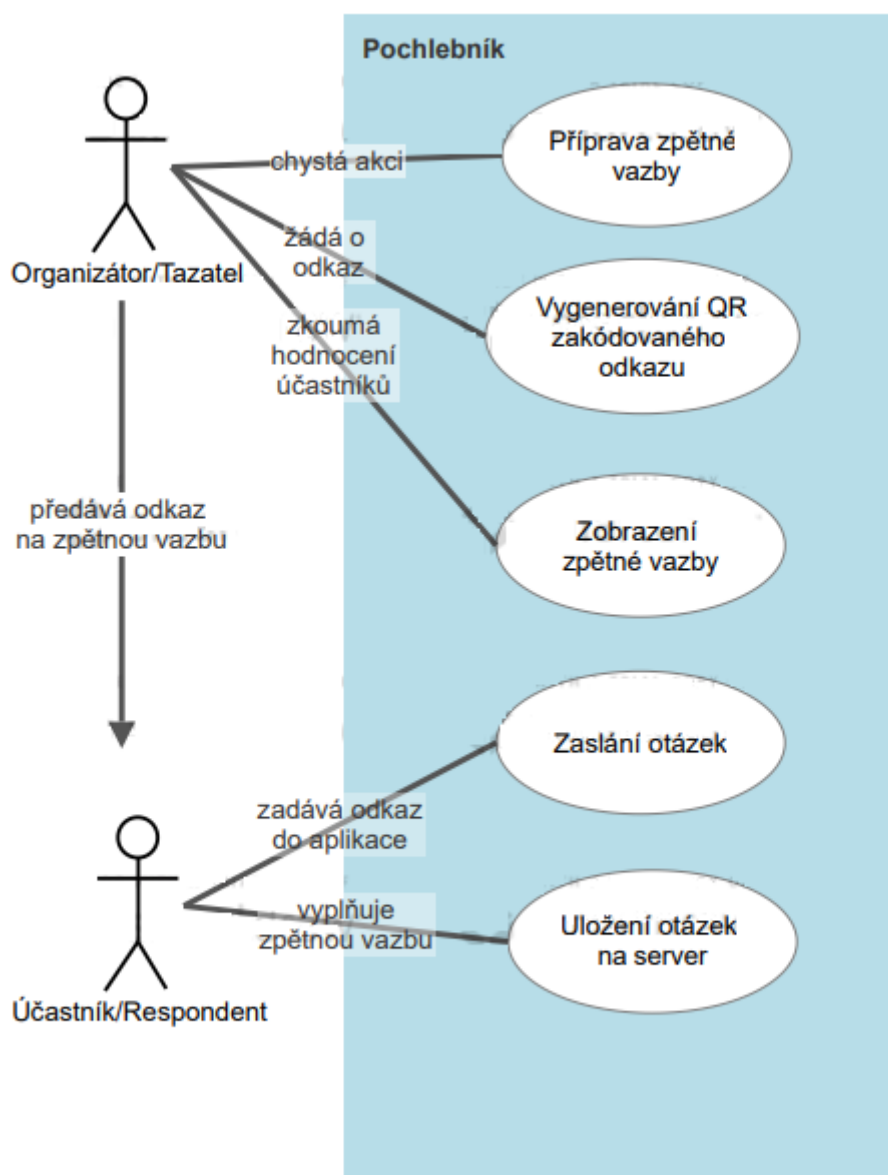 Pochlebník
chystá akci
Příprava zpětné
vazby
žádá o
odkaz
Organizátor/Tazatel
Vygenerování QR
zakódovaného
odkazu
zkoumá
hodnocení
účastníků
předává odkaz
na zpětnou vazbu
Zobrazení
zpětné vazby
Zaslání otázek
zadává odkaz
do aplikace
vyplňuje
zpětnou vazbu
Uložení otázek
na server
Účastník/Respondent